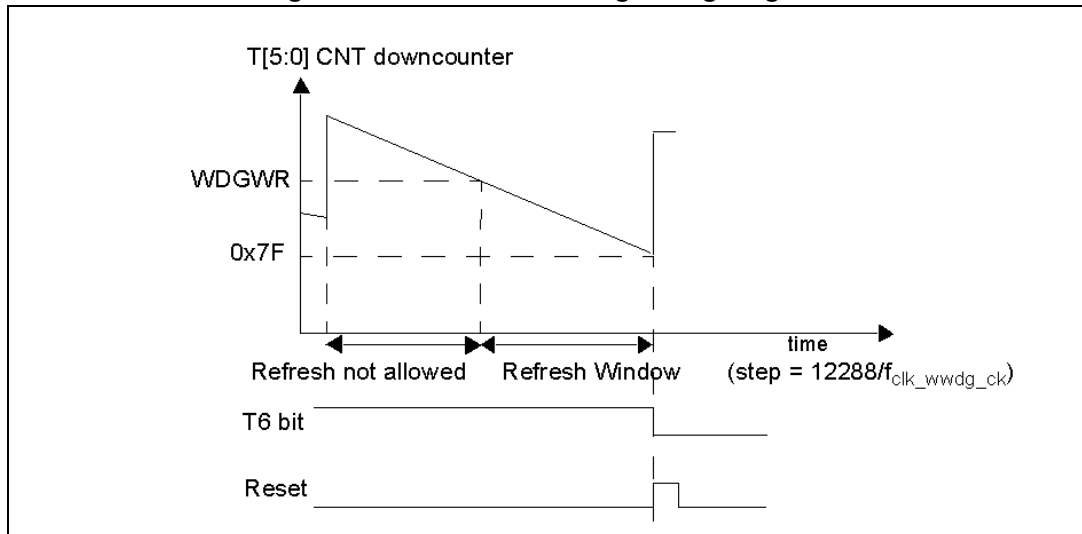 T[5:0] CNT downcounter
WDGWR
0x7F
time
Refresh not allowed Refresh Window (step = 12288/fclk_wwdg_ck)
T6 bit
Reset